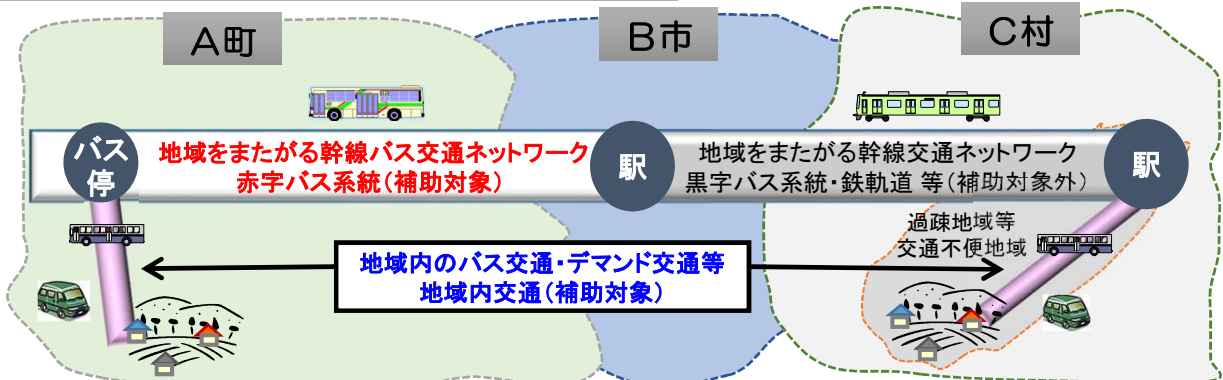 A町
B市
C村
バス
停
地域をまたがる幹線バス交通ネットワーク
赤字バス系統(補助対象)
駅
地域をまたがる幹線交通ネットワーク
黒字バス系統・鉄軌道 等(補助対象外)
駅
過疎地域等
交通不便地域
地域内のバス交通・デマンド交通等
地域内交通(補助対象)